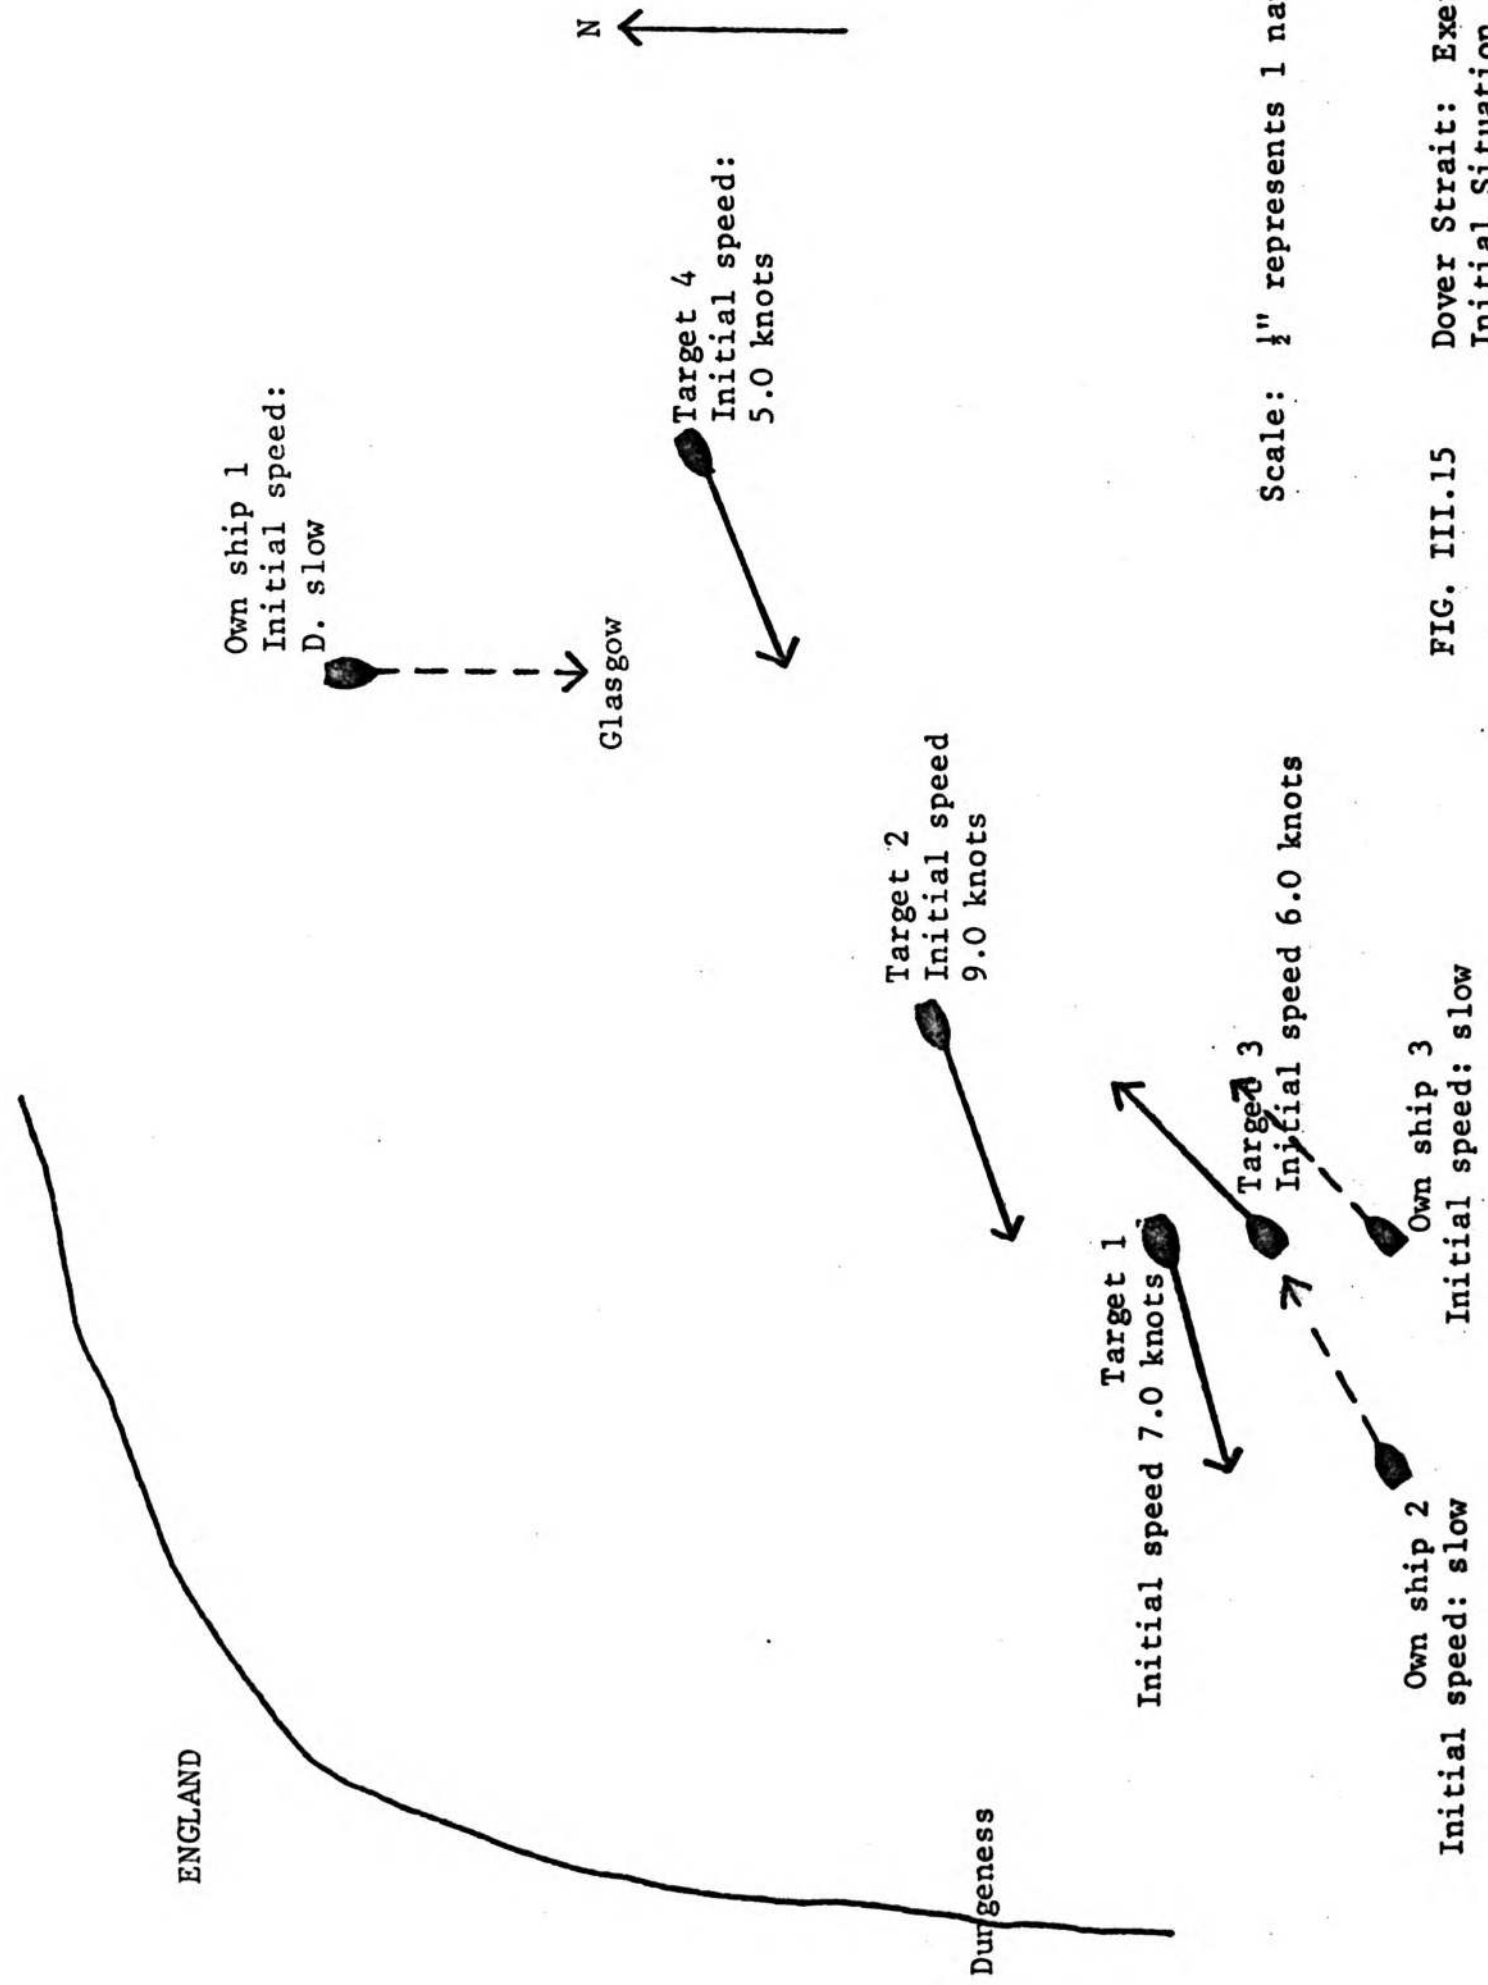 ENGLAND
Own ship 1
Initial speed:
D. slow
Glasgow
N
Target 4
Initial speed:
5.0 knots
Target 2
Initial speed
9.0 knots
Dungeness
Target 1
Initial speed 7.0 knots
Target 3
Initial speed 6.0 knots
Own ship 2
Initial speed: slow
Own ship 3
Initial speed: slow
Scale: ½" represents 1
FIG. III.15 Dover Strait:
Initial Situation